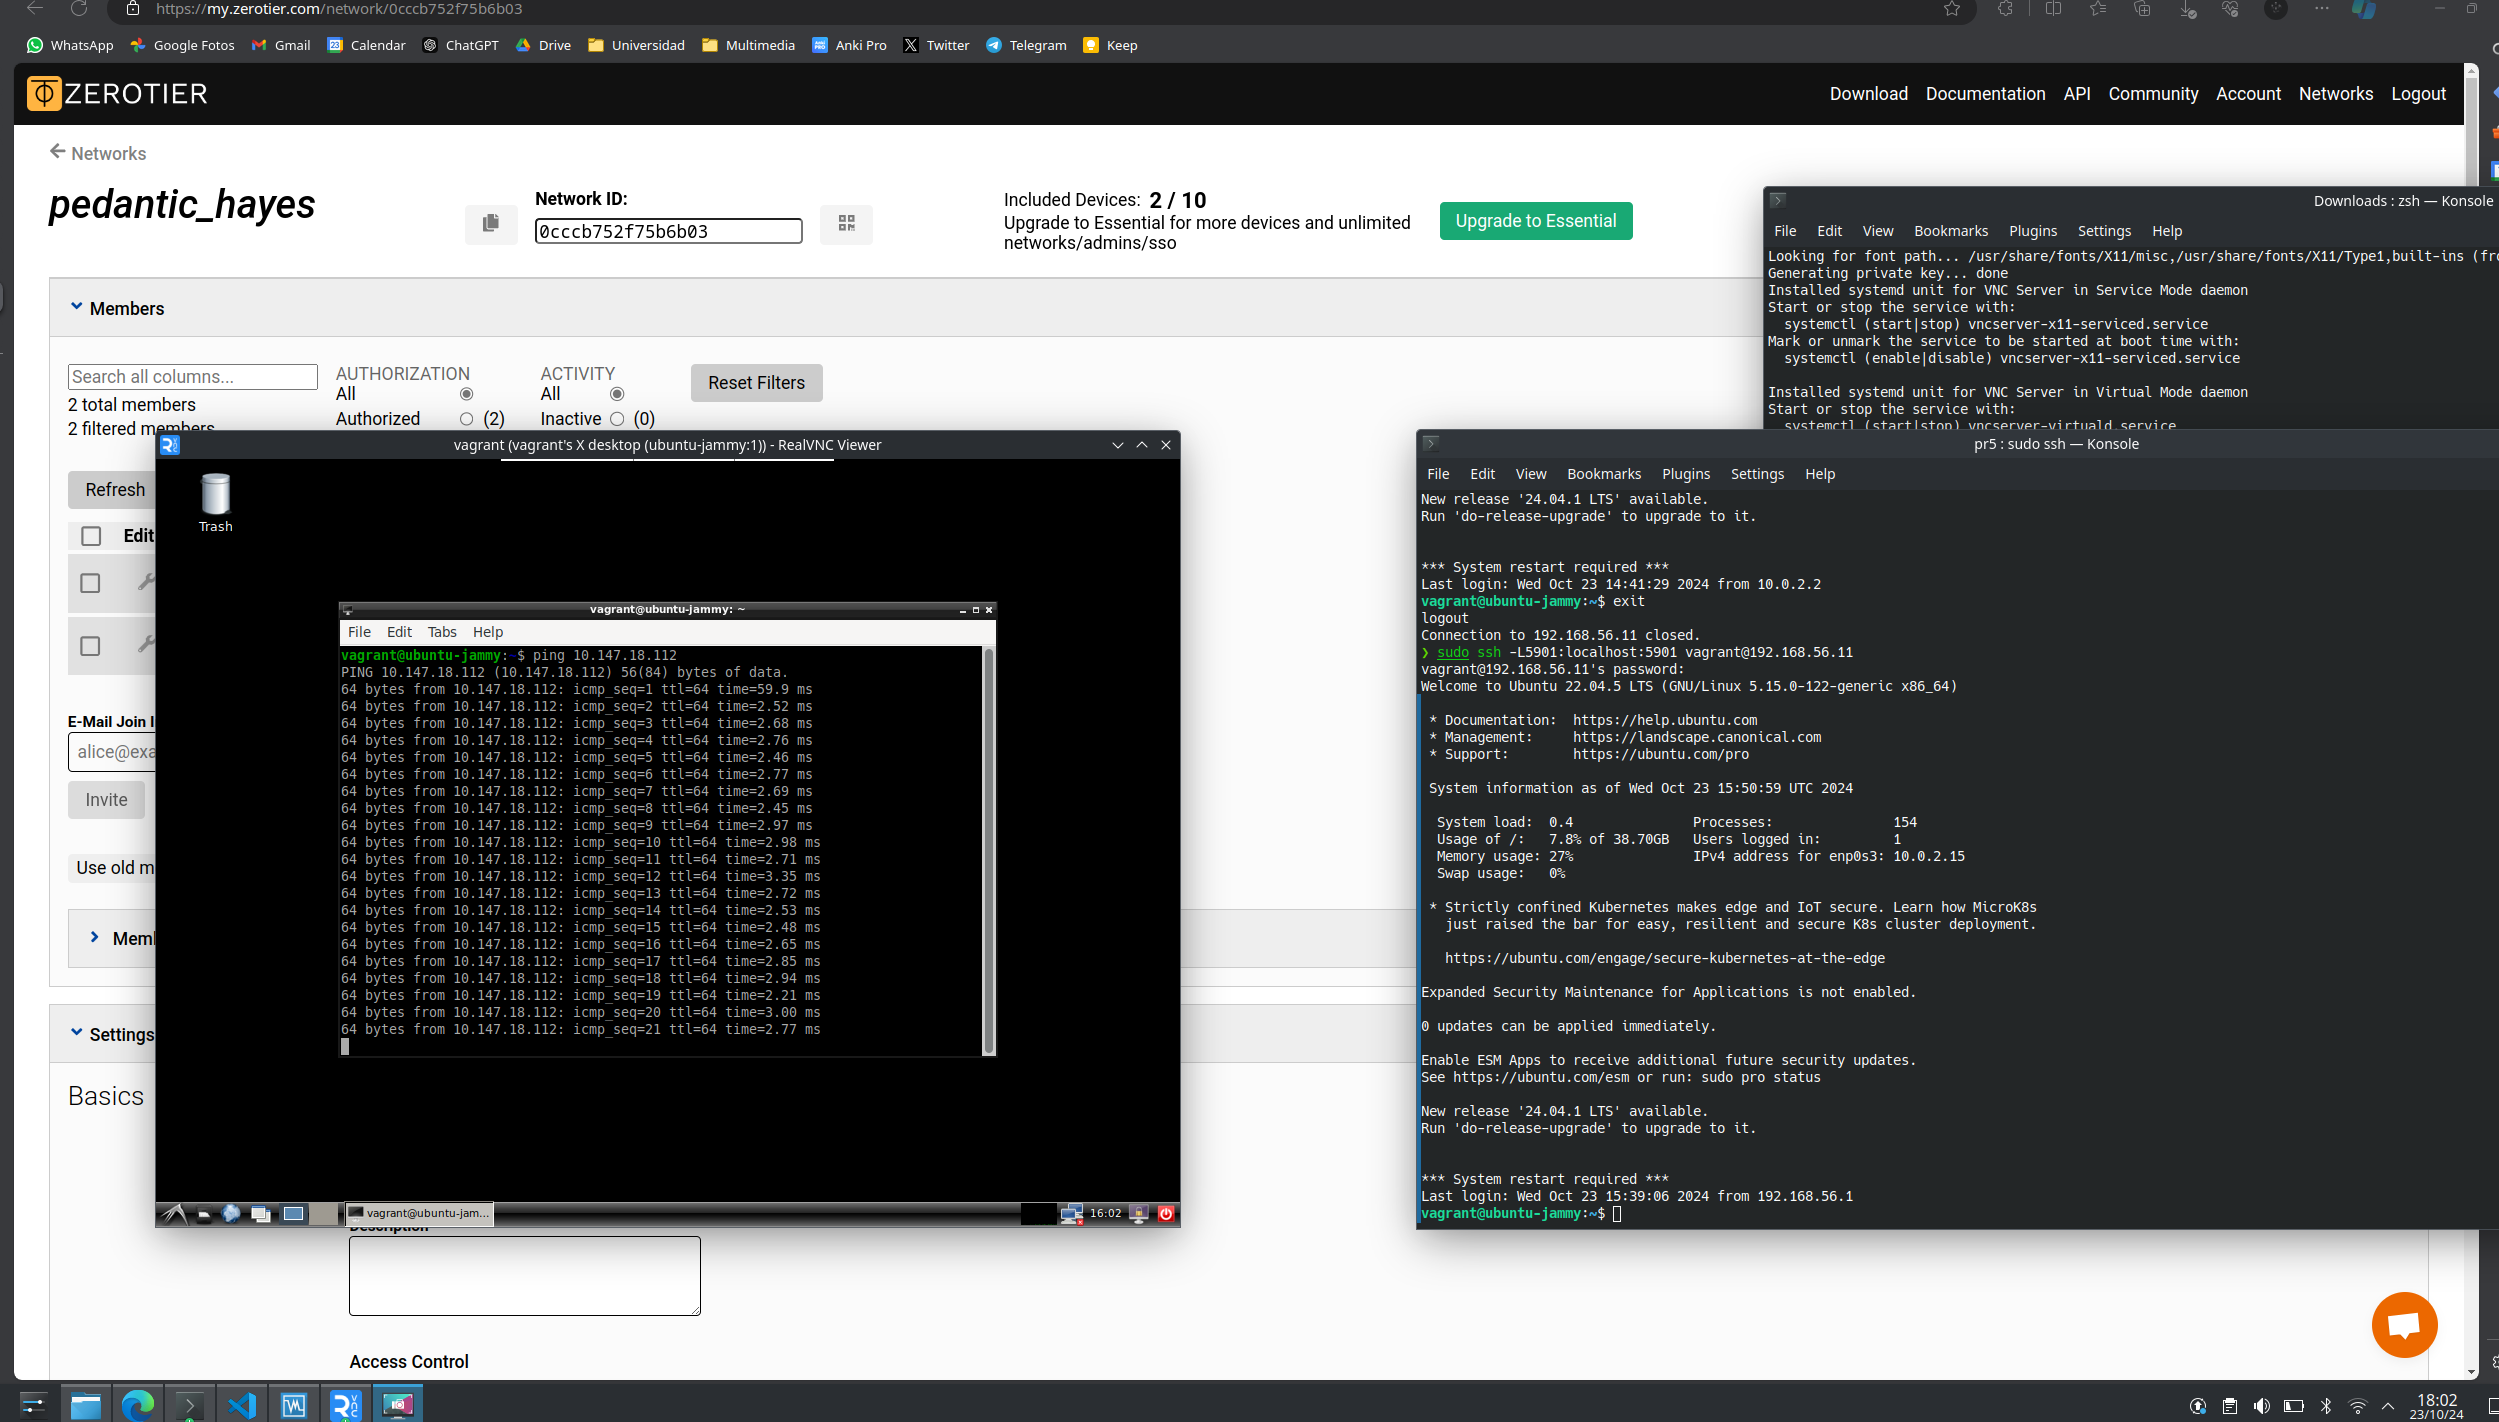 https://my.zerotier.com/network/0cccb752f75b6b03
WhatsApp Google Fotos Gmail Calendar ChatGPT Drive Universidad Multimedia Anki Pro Twitter Telegram Keep
ZEROTIER
Download Documentation API Community Account Networks Logout
Networks
pedantic_hayes
Network ID:
0cccb752f75b6b03
Included Devices: 2 / 10
Upgrade to Essential for more devices and unlimited
networks/admins/sso
Upgrade to Essential
Members
Search all columns...
2 total members
2 filtered members
AUTHORIZATION
All
Authorized (2)
ACTIVITY
All
Inactive (0)
Reset Filters
Refresh
Edit
E-Mail Join I
alice@exa
Invite
Use old m
Memb
Settings
Basics
Description
Access Control
vagrant (vagrant's X desktop (ubuntu-jammy:1)) - RealVNC Viewer
Trash
vagrant@ubuntu-jammy: ~
File Edit Tabs Help
vagrant@ubuntu-jammy:~$ ping 10.147.18.112
PING 10.147.18.112 (10.147.18.112) 56(84) bytes of data.
64 bytes from 10.147.18.112: icmp_seq=1 ttl=64 time=59.9 ms
64 bytes from 10.147.18.112: icmp_seq=2 ttl=64 time=2.52 ms
64 bytes from 10.147.18.112: icmp_seq=3 ttl=64 time=2.68 ms
64 bytes from 10.147.18.112: icmp_seq=4 ttl=64 time=2.76 ms
64 bytes from 10.147.18.112: icmp_seq=5 ttl=64 time=2.46 ms
64 bytes from 10.147.18.112: icmp_seq=6 ttl=64 time=2.77 ms
64 bytes from 10.147.18.112: icmp_seq=7 ttl=64 time=2.69 ms
64 bytes from 10.147.18.112: icmp_seq=8 ttl=64 time=2.45 ms
64 bytes from 10.147.18.112: icmp_seq=9 ttl=64 time=2.97 ms
64 bytes from 10.147.18.112: icmp_seq=10 ttl=64 time=2.98 ms
64 bytes from 10.147.18.112: icmp_seq=11 ttl=64 time=2.71 ms
64 bytes from 10.147.18.112: icmp_seq=12 ttl=64 time=3.35 ms
64 bytes from 10.147.18.112: icmp_seq=13 ttl=64 time=2.72 ms
64 bytes from 10.147.18.112: icmp_seq=14 ttl=64 time=2.53 ms
64 bytes from 10.147.18.112: icmp_seq=15 ttl=64 time=2.48 ms
64 bytes from 10.147.18.112: icmp_seq=16 ttl=64 time=2.65 ms
64 bytes from 10.147.18.112: icmp_seq=17 ttl=64 time=2.85 ms
64 bytes from 10.147.18.112: icmp_seq=18 ttl=64 time=2.94 ms
64 bytes from 10.147.18.112: icmp_seq=19 ttl=64 time=2.21 ms
64 bytes from 10.147.18.112: icmp_seq=20 ttl=64 time=3.00 ms
64 bytes from 10.147.18.112: icmp_seq=21 ttl=64 time=2.77 ms
vagrant@ubuntu-jam...
16:02
Downloads : zsh — Konsole
File Edit View Bookmarks Plugins Settings Help
Looking for font path... /usr/share/fonts/X11/misc,/usr/share/fonts/X11/Type1,built-ins (fro
Generating private key... done
Installed systemd unit for VNC Server in Service Mode daemon
Start or stop the service with:
systemctl (start|stop) vncserver-x11-serviced.service
Mark or unmark the service to be started at boot time with:
systemctl (enable|disable) vncserver-x11-serviced.service
Installed systemd unit for VNC Server in Virtual Mode daemon
Start or stop the service with:
systemctl (start|stop) vncserver-virtuald.service
pr5 : sudo ssh — Konsole
File Edit View Bookmarks Plugins Settings Help
New release '24.04.1 LTS' available.
Run 'do-release-upgrade' to upgrade to it.
*** System restart required ***
Last login: Wed Oct 23 14:41:29 2024 from 10.0.2.2
vagrant@ubuntu-jammy:~$ exit
logout
Connection to 192.168.56.11 closed.
❯ sudo ssh -L5901:localhost:5901 vagrant@192.168.56.11
vagrant@192.168.56.11's password:
Welcome to Ubuntu 22.04.5 LTS (GNU/Linux 5.15.0-122-generic x86_64)
* Documentation: https://help.ubuntu.com
* Management: https://landscape.canonical.com
* Support: https://ubuntu.com/pro
System information as of Wed Oct 23 15:50:59 UTC 2024
System load: 0.4 Processes: 154
Usage of /: 7.8% of 38.70GB Users logged in: 1
Memory usage: 27% IPv4 address for enp0s3: 10.0.2.15
Swap usage: 0%
* Strictly confined Kubernetes makes edge and IoT secure. Learn how MicroK8s
just raised the bar for easy, resilient and secure K8s cluster deployment.
https://ubuntu.com/engage/secure-kubernetes-at-the-edge
Expanded Security Maintenance for Applications is not enabled.
0 updates can be applied immediately.
Enable ESM Apps to receive additional future security updates.
See https://ubuntu.com/esm or run: sudo pro status
New release '24.04.1 LTS' available.
Run 'do-release-upgrade' to upgrade to it.
*** System restart required ***
Last login: Wed Oct 23 15:39:06 2024 from 192.168.56.1
vagrant@ubuntu-jammy:~$
18:02
23/10/24